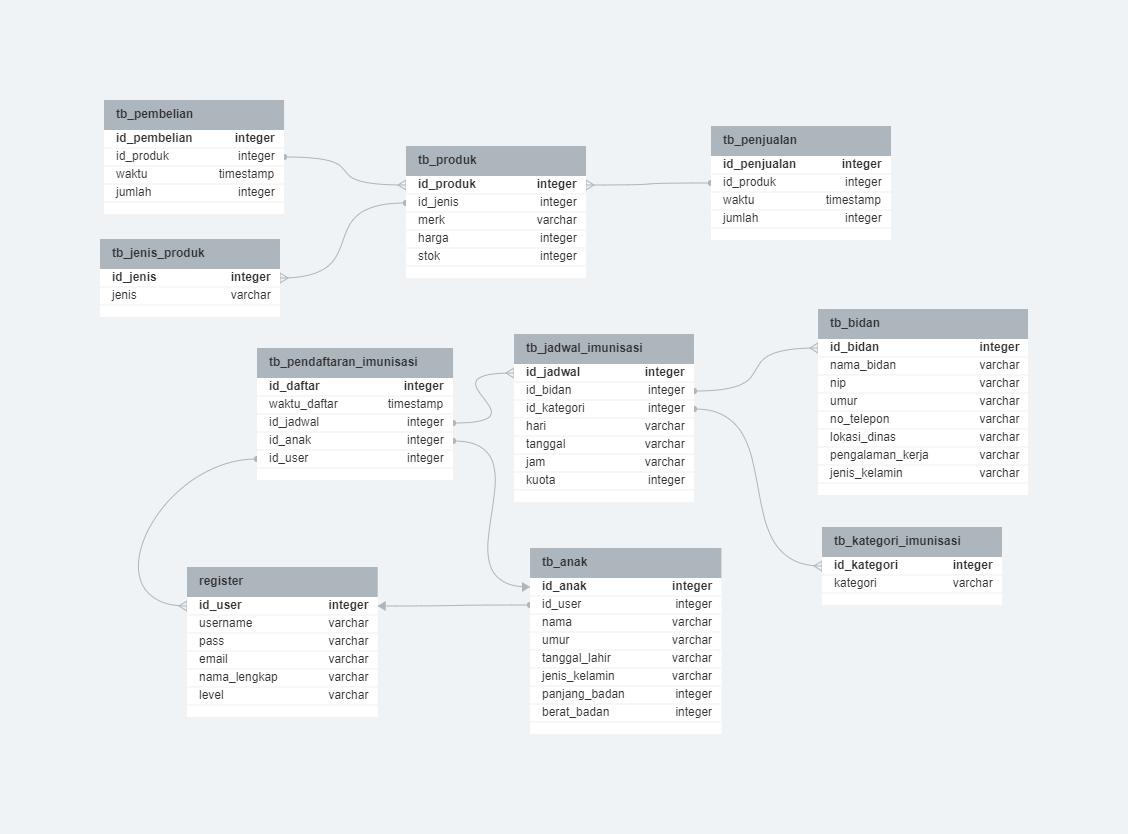 tb_pembelian
id_pembelian integer
id_produk integer
waktu timestamp
jumlah integer
tb_jenis_produk
id_jenis integer
jenis varchar
tb_produk
id_produk integer
id_jenis integer
merk varchar
harga integer
stok integer
tb_penjualan
id_penjualan integer
id_produk integer
waktu timestamp
jumlah integer
tb_pendaftaran_imunisasi
id_daftar integer
waktu_daftar timestamp
id_jadwal integer
id_anak integer
id_user integer
tb_jadwal_imunisasi
id_jadwal integer
id_bidan integer
id_kategori integer
hari varchar
tanggal varchar
jam varchar
kuota integer
tb_bidan
id_bidan integer
nama_bidan varchar
nip varchar
umur varchar
no_telepon varchar
lokasi_dinas varchar
pengalaman_kerja varchar
jenis_kelamin varchar
tb_kategori_imunisasi
id_kategori integer
kategori varchar
register
id_user integer
username varchar
pass varchar
email varchar
nama_lengkap varchar
level varchar
tb_anak
id_anak integer
id_user integer
nama varchar
umur varchar
tanggal_lahir varchar
jenis_kelamin varchar
panjang_badan integer
berat_badan integer